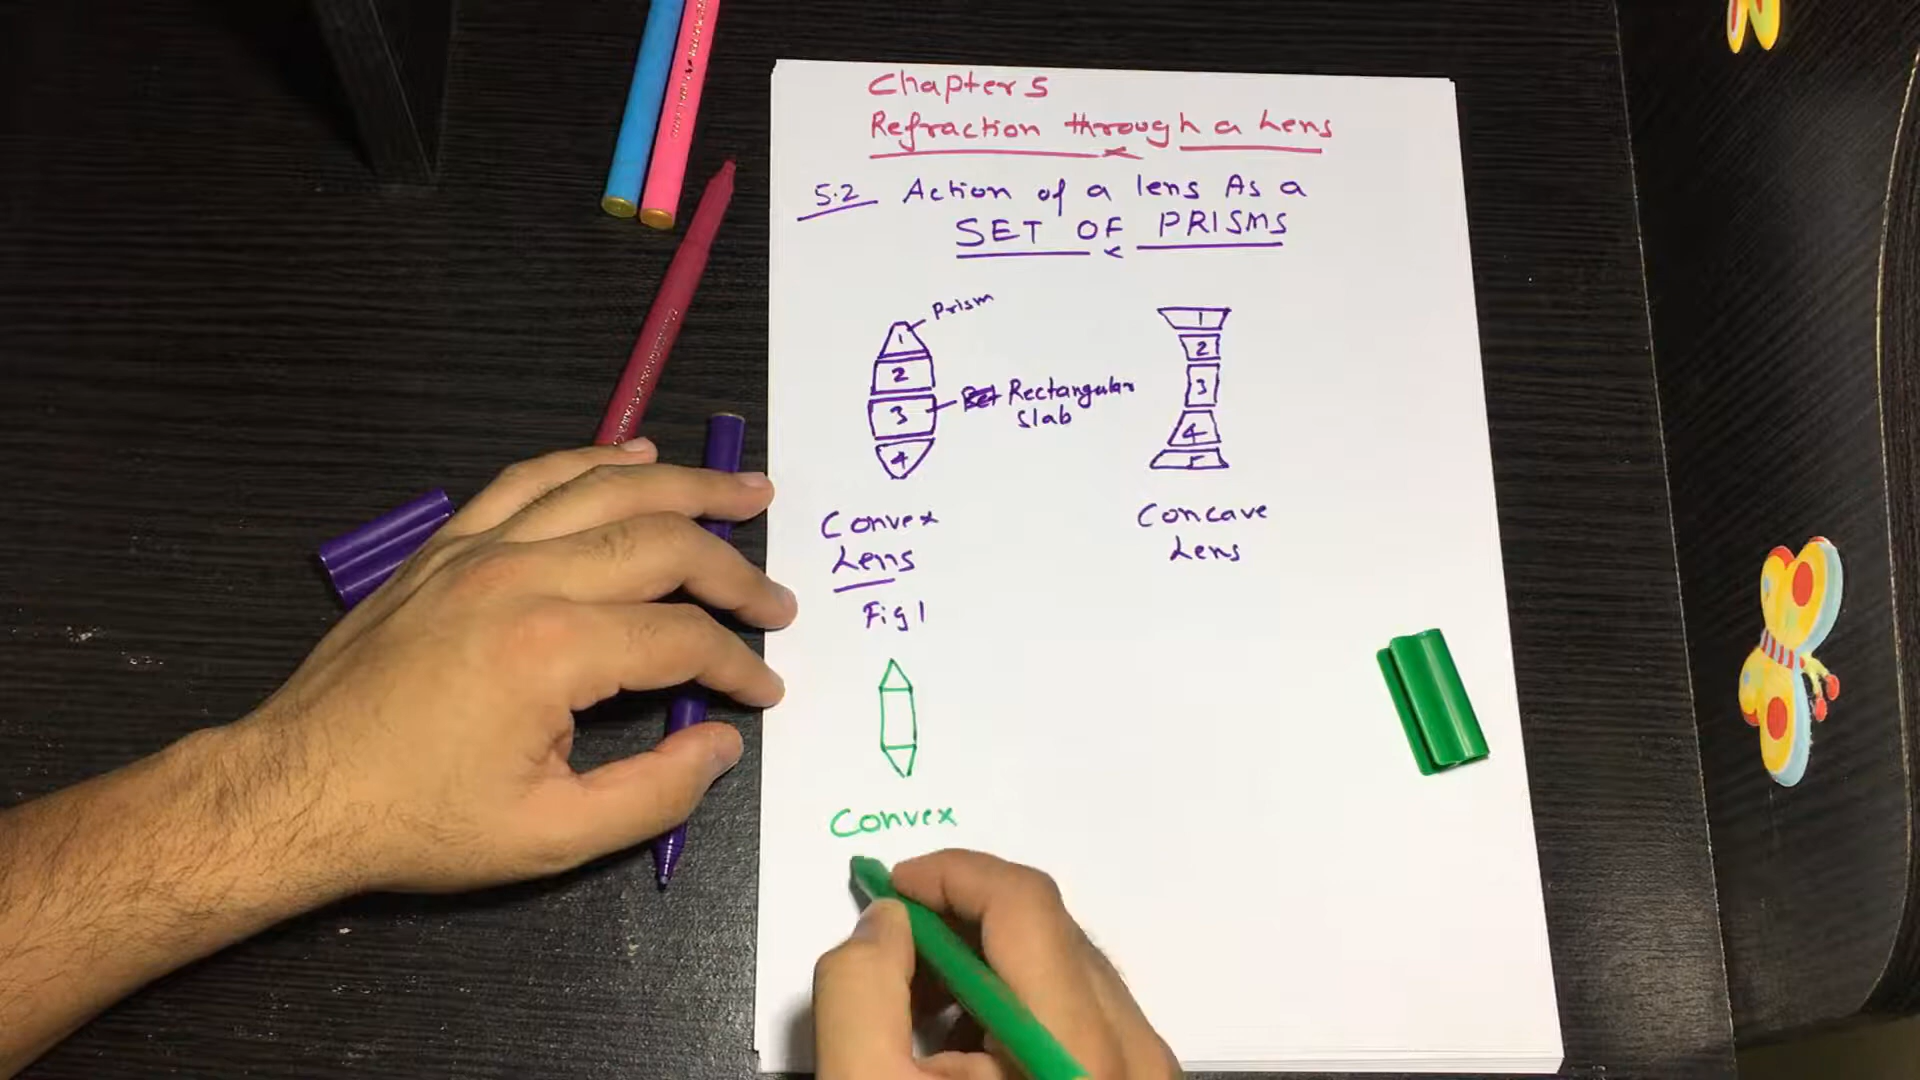 Chapter 5
Refraction through a Lens
5.2 Action of a lens As a
SET OF PRISMS
Prism
1
2
3
4
Rectangular
Slab
1
2
3
4
5
Convex
Lens
Fig 1
Concave
Lens
Convex